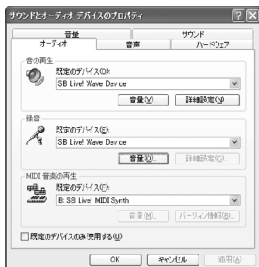 サウンドとオーディオ デバイスのプロパティ
音量 サウンド
オーディオ 音声 ハードウェア
音の再生
既定のデバイス(D):
SB Live! Wave Device
音量(V) 詳細設定(N)
録音
既定のデバイス(E):
SB Live! Wave Device
音量(O)... 詳細設定(C)...
MIDI 音楽の再生
既定のデバイス(F):
B: SB Live! MIDI Synth
音量(M)... バージョン情報(B)...
既定のデバイスのみ使用する(U)
OK キャンセル 適用(A)